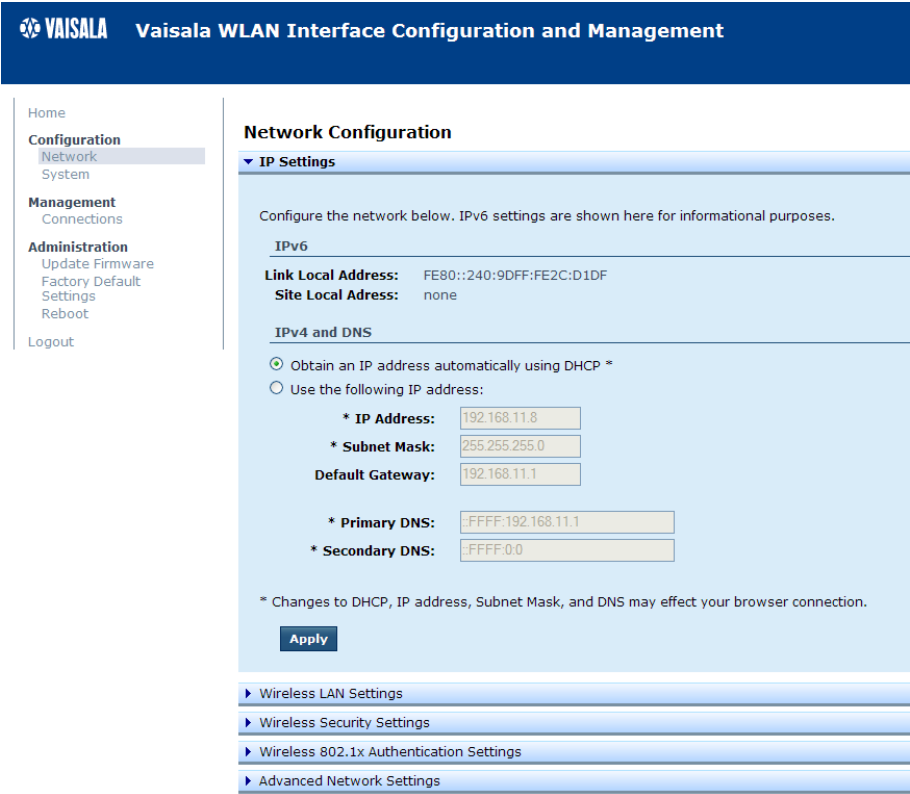 VAISALA Vaisala WLAN Interface Configuration and Management
Home
Configuration
Network
System
Management
Connections
Administration
Update Firmware
Factory Default
Settings
Reboot
Logout
Network Configuration
IP Settings
Configure the network below. IPv6 settings are shown here for informational purposes.
IPv6
Link Local Address: FE80::240:9DFF:FE2C:D1DF
Site Local Adress: none
IPv4 and DNS
Obtain an IP address automatically using DHCP *
Use the following IP address:
* IP Address: 192.168.11.8
* Subnet Mask: 255.255.255.0
Default Gateway: 192.168.11.1
* Primary DNS: ::FFFF:192.168.11.1
* Secondary DNS: ::FFFF:0:0
* Changes to DHCP, IP address, Subnet Mask, and DNS may effect your browser connection.
Apply
Wireless LAN Settings
Wireless Security Settings
Wireless 802.1x Authentication Settings
Advanced Network Settings